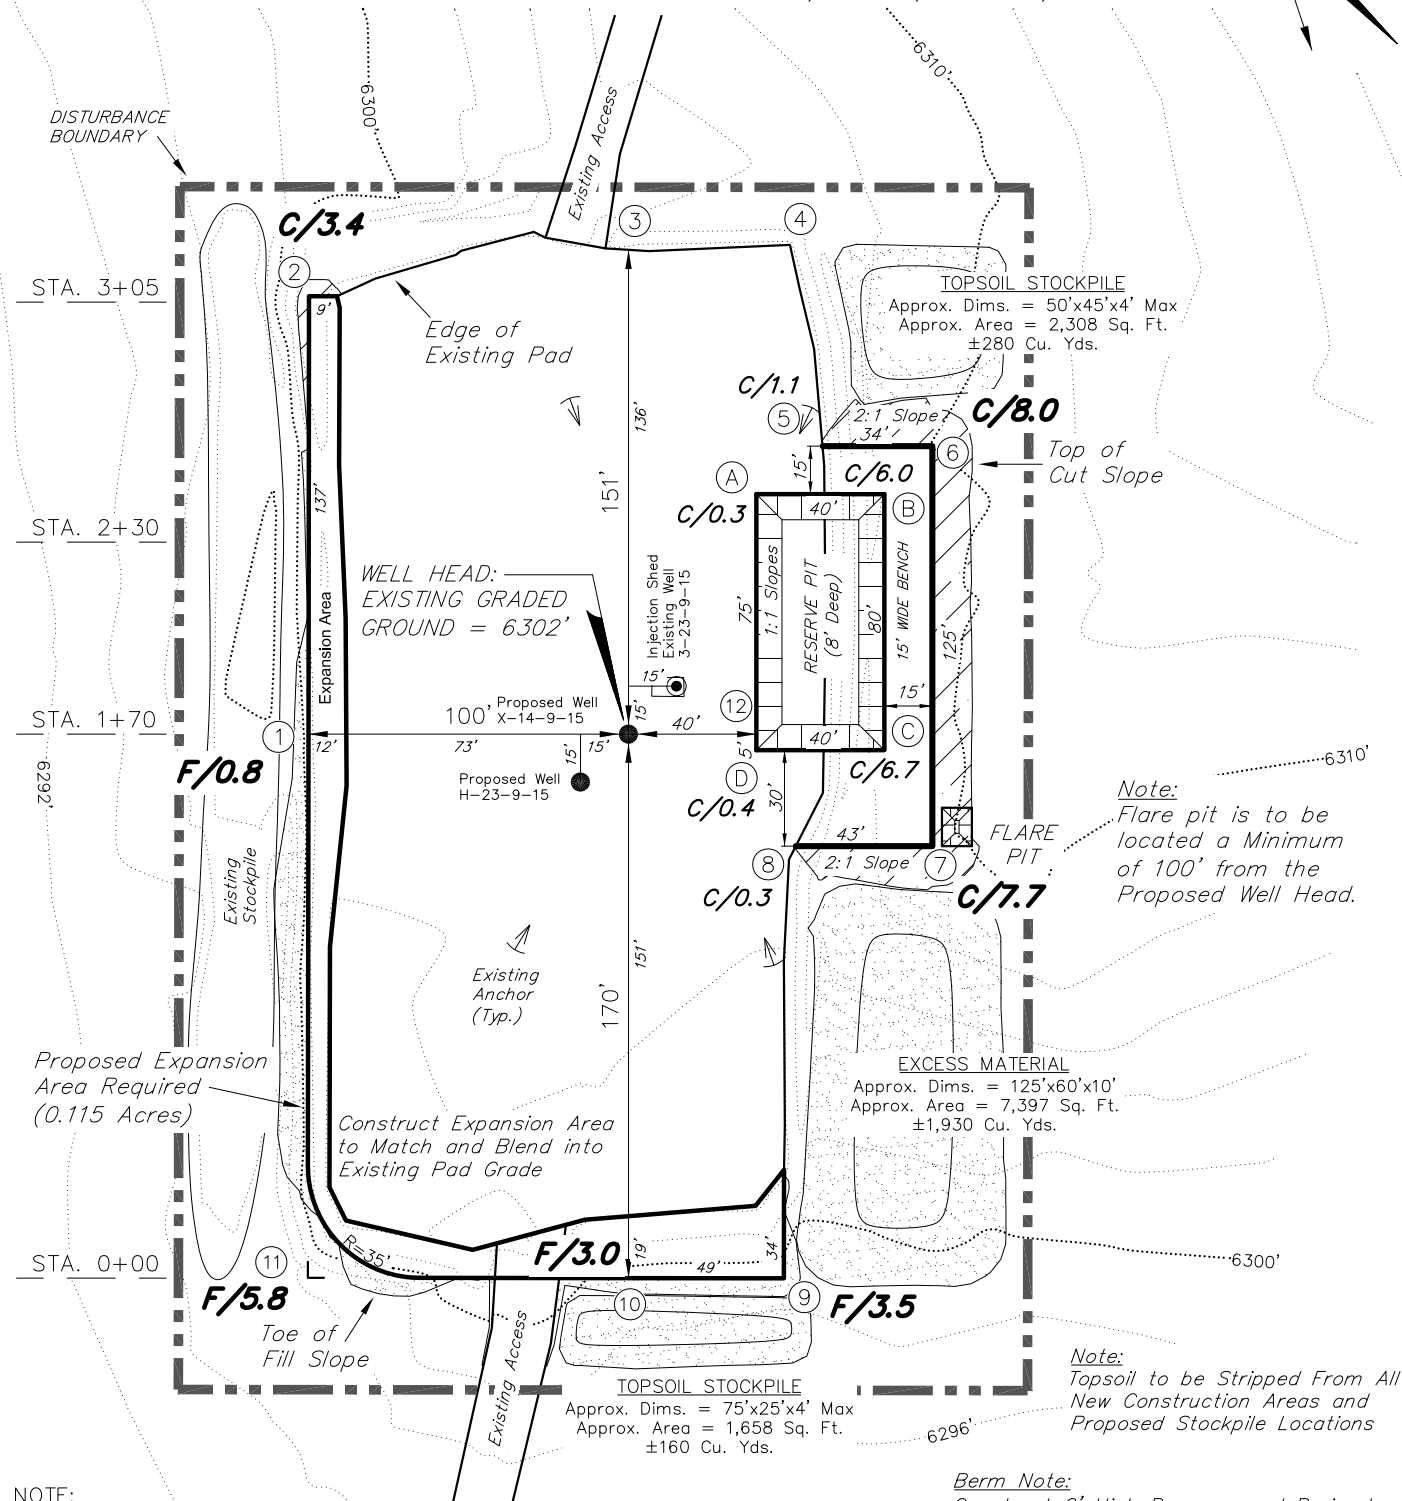 6300'
6310'
DISTURBANCE
BOUNDARY
Existing Access
C/3.4
3
4
2
STA. 3+05
9'
Edge of
Existing Pad
TOPSOIL STOCKPILE
Approx. Dims. = 50'x45'x4' Max
Approx. Area = 2,308 Sq. Ft.
±280 Cu. Yds.
C/1.1
5
136'
2:1 Slope
34'
C/8.0
6
Top of
Cut Slope
15'
C/6.0
A
137'
151'
C/0.3
40'
B
STA. 2+30
WELL HEAD:
EXISTING GRADED
GROUND = 6302'
Injection Shed
Existing Well
3-23-9-15
75'
1:1 Slopes
RESERVE PIT
(8' Deep)
80'
15' WIDE BENCH
125'
Expansion Area
15'
15'
12
15'
STA. 1+70
1
100'
Proposed Well
X-14-9-15
40'
C
12'
73'
15'
15'
5'
40'
F/0.8
6292'
Proposed Well
H-23-9-15
D
C/6.7
C/0.4
30'
6310'
Note:
Flare pit is to be
located a Minimum
of 100' from the
Proposed Well Head.
FLARE
PIT
43'
8
2:1 Slope
7
C/0.3
C/7.7
Existing
Stockpile
Existing
Anchor
(Typ.)
151'
170'
Proposed Expansion
Area Required
(0.115 Acres)
EXCESS MATERIAL
Approx. Dims. = 125'x60'x10'
Approx. Area = 7,397 Sq. Ft.
±1,930 Cu. Yds.
Construct Expansion Area
to Match and Blend into
Existing Pad Grade
R=35'
F/3.0
19'
34'
49'
STA. 0+00
11
6300'
F/5.8
10
9
F/3.5
Toe of
Fill Slope
Existing Access
TOPSOIL STOCKPILE
Approx. Dims. = 75'x25'x4' Max
Approx. Area = 1,658 Sq. Ft.
±160 Cu. Yds.
6296'
Note:
Topsoil to be Stripped From All
New Construction Areas and
Proposed Stockpile Locations
NOTE:
Berm Note: